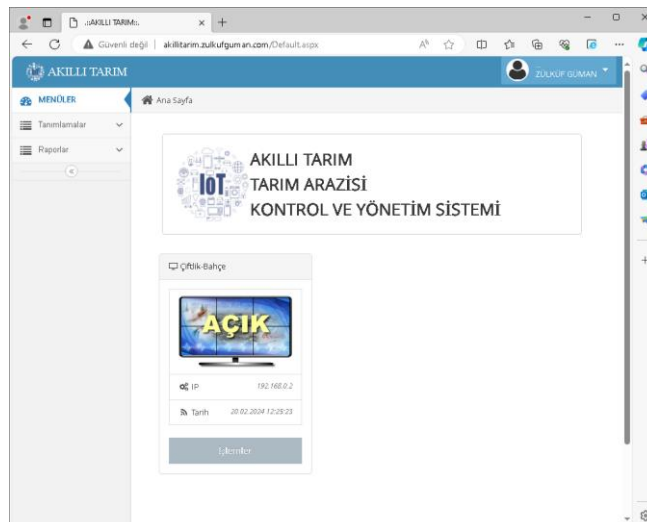 .::AKILLI TARIM::.
Güvenli değil | akillitarim.zulkufguman.com/Default.aspx
AKILLI TARIM
ZÜLKÜF GÜMAN
MENÜLER
Ana Sayfa
Tanımlamalar
Raporlar
IoT
AKILLI TARIM
TARIM ARAZİSİ
KONTROL VE YÖNETİM SİSTEMİ
Çiftlik-Bahçe
AÇIK
IP 192.168.0.2
Tarih 20.02.2024 12:29:23
İşlemler